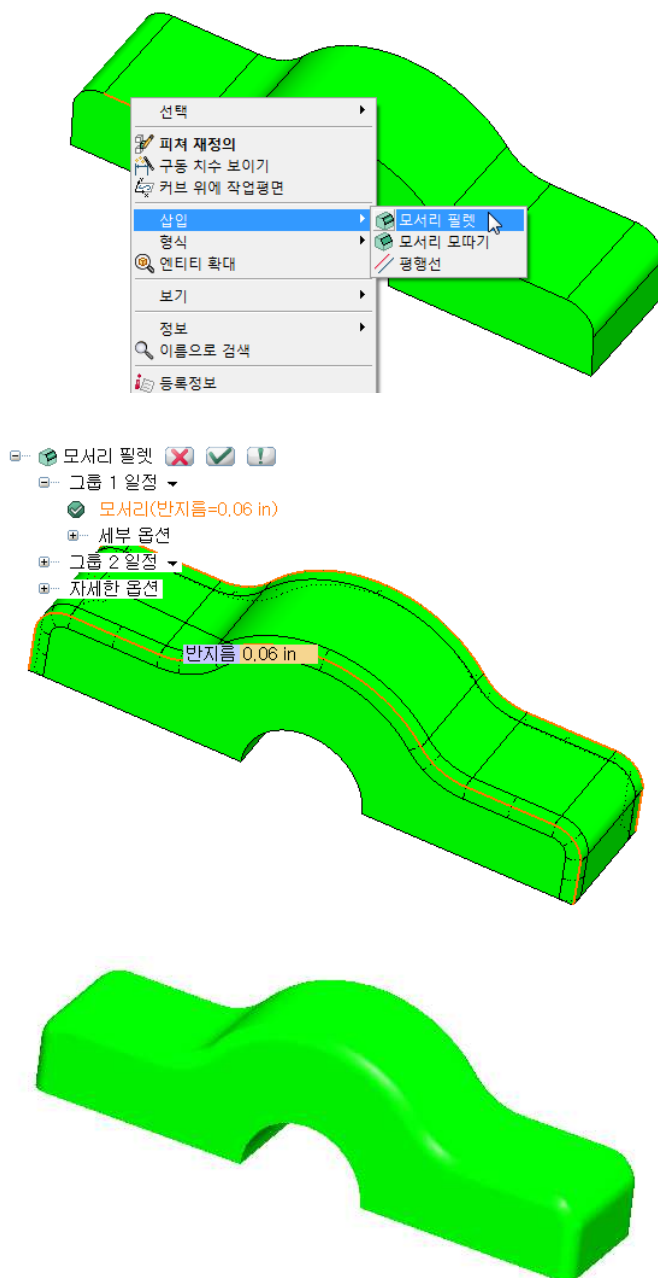 선택
피쳐 재정의
구동 치수 보이기
커브 위에 작업평면
삽입
모서리 필렛
형식
모서리 모따기
엔티티 확대
평행선
보기
정보
이름으로 검색
등록정보
모서리 필렛
그룹 1 일정
모서리(반지름=0,06 in)
세부 옵션
그룹 2 일정
자세한 옵션
반지름 0,06 in